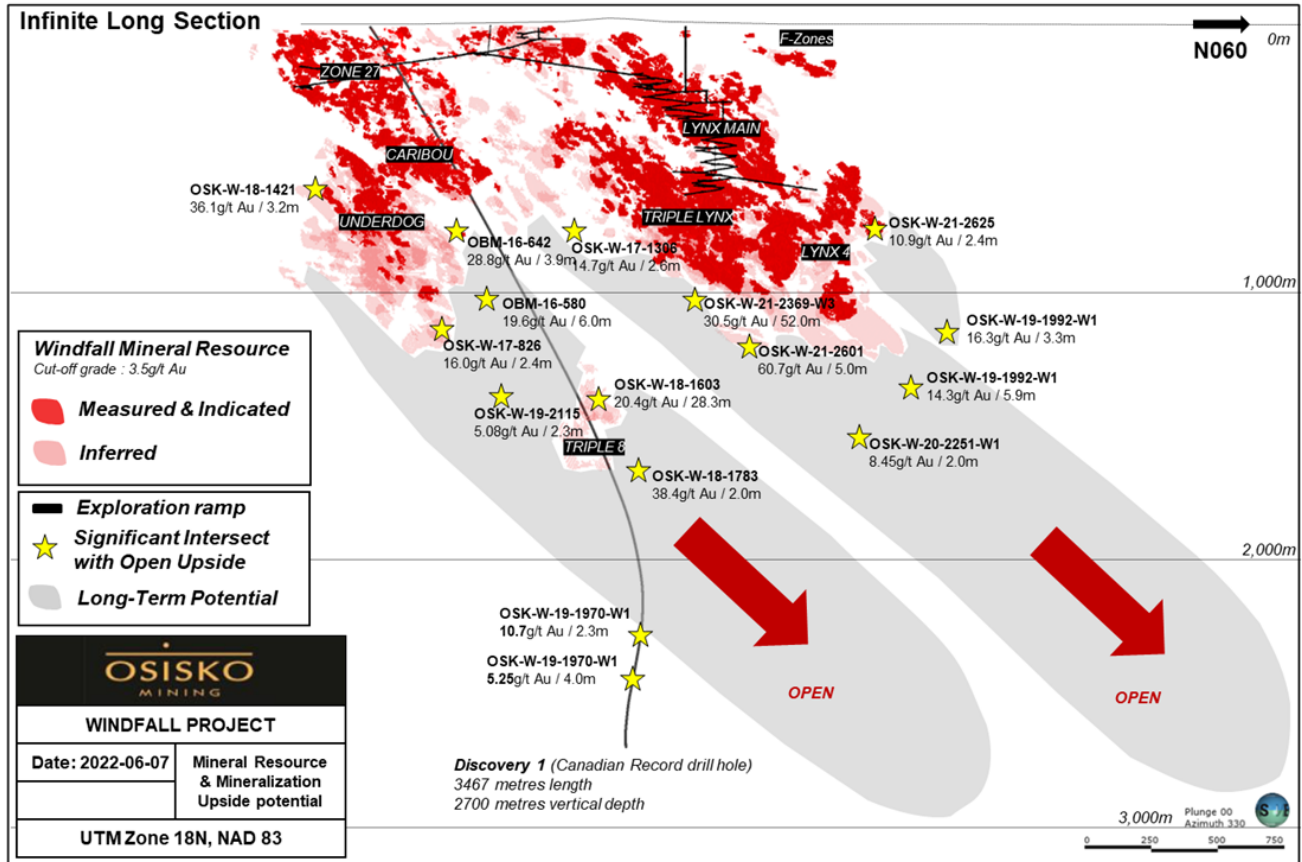 Infinite Long Section
N060
0m
F-Zones
ZONE 27
LYNX MAIN
CARIBOU
OSK-W-18-1421
36.1g/t Au / 3.2m
UNDERDOG
TRIPLE LYNX
OSK-W-21-2625
10.9g/t Au / 2.4m
OBM-16-642
28.8g/t Au / 3.9m
OSK-W-17-1306
14.7g/t Au / 2.6m
LYNX 4
1,000m
OBM-16-580
19.6g/t Au / 6.0m
OSK-W-21-2369-W3
30.5g/t Au / 52.0m
OSK-W-19-1992-W1
16.3g/t Au / 3.3m
OSK-W-17-826
16.0g/t Au / 2.4m
OSK-W-21-2601
60.7g/t Au / 5.0m
OSK-W-19-1992-W1
14.3g/t Au / 5.9m
OSK-W-18-1603
20.4g/t Au / 28.3m
OSK-W-19-2115
5.08g/t Au / 2.3m
TRIPLE 8
OSK-W-20-2251-W1
8.45g/t Au / 2.0m
OSK-W-18-1783
38.4g/t Au / 2.0m
2,000m
Windfall Mineral Resource
Cut-off grade : 3.5g/t Au
Measured & Indicated
Inferred
Exploration ramp
Significant Intersect
with Open Upside
Long-Term Potential
OSK-W-19-1970-W1
10.7g/t Au / 2.3m
OSK-W-19-1970-W1
5.25g/t Au / 4.0m
OPEN
OPEN
OSISKO
MINING
WINDFALL PROJECT
Date: 2022-06-07
Mineral Resource
& Mineralization
Upside potential
UTM Zone 18N, NAD 83
Discovery 1 (Canadian Record drill hole)
3467 metres length
2700 metres vertical depth
3,000m
Plunge 00
Azimuth 330
0 250 500 750